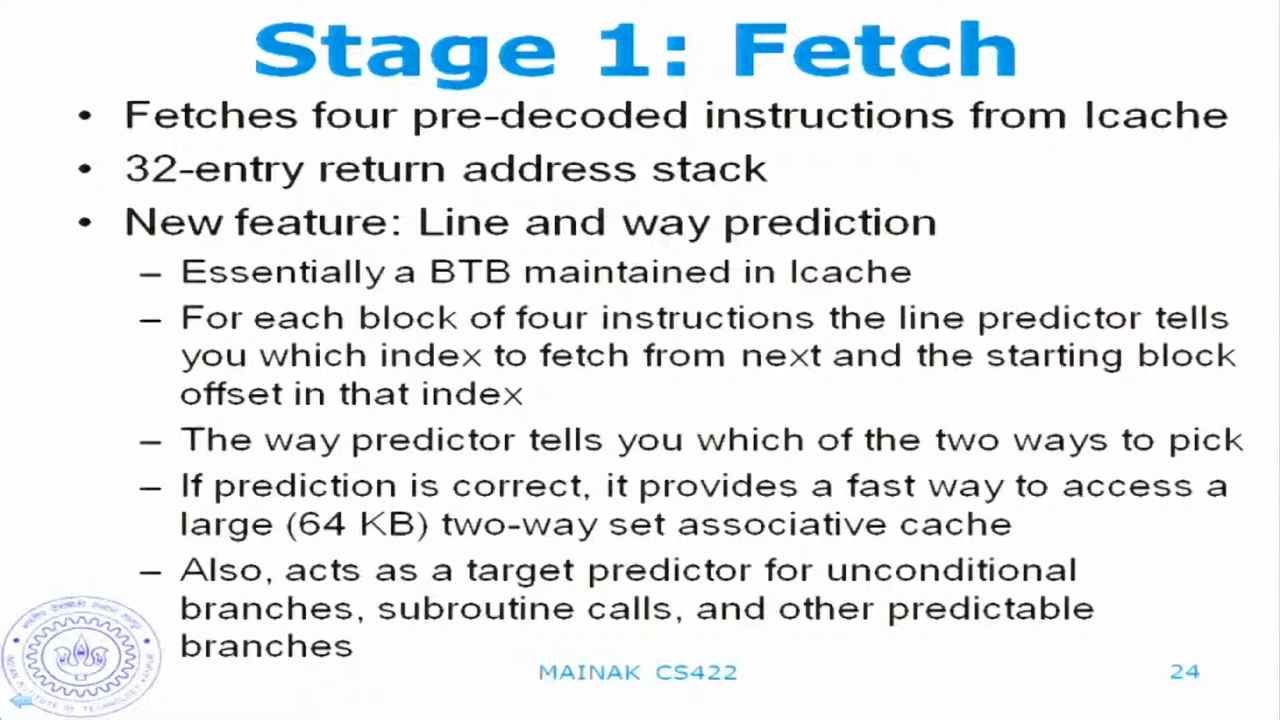 Stage 1: Fetch
• Fetches four pre-decoded instructions from Icache
• 32-entry return address stack
• New feature: Line and way prediction
– Essentially a BTB maintained in Icache
– For each block of four instructions the line predictor tells
you which index to fetch from next and the starting block
offset in that index
– The way predictor tells you which of the two ways to pick
– If prediction is correct, it provides a fast way to access a
large (64 KB) two-way set associative cache
– Also, acts as a target predictor for unconditional
branches, subroutine calls, and other predictable
branches
MAINAK CS422
24